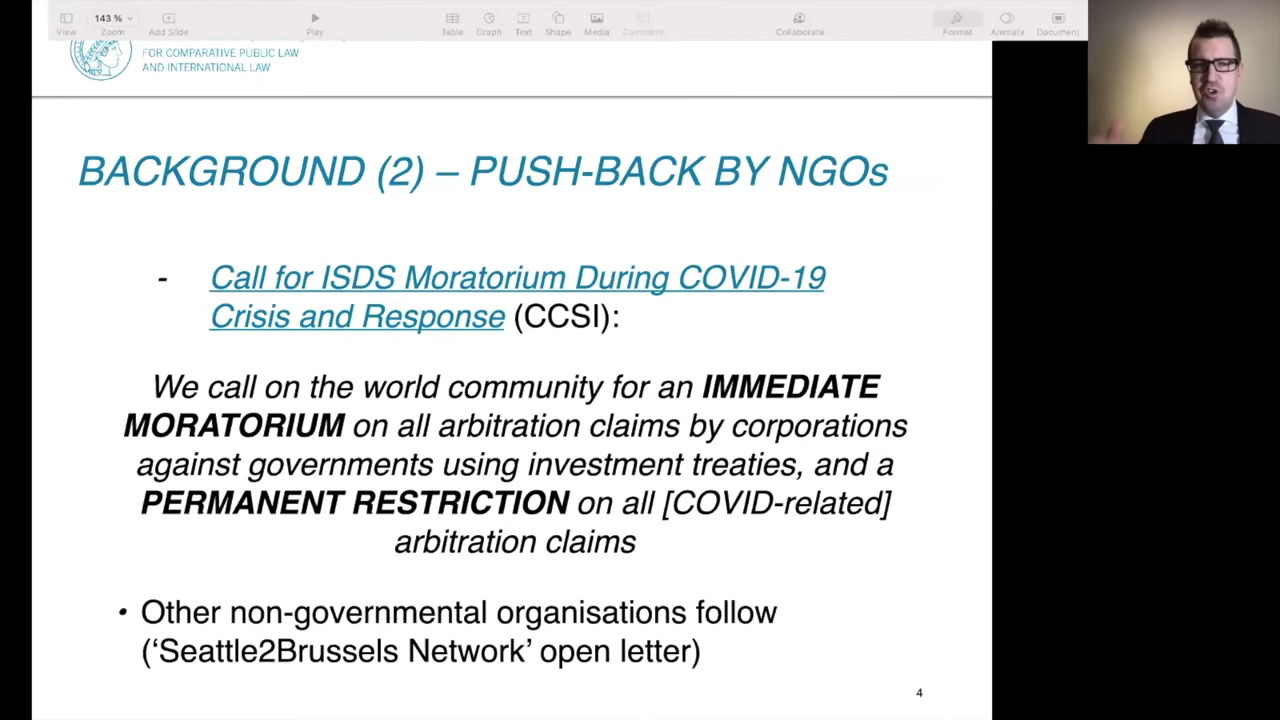 143 %
View
Zoom
Add Slide
Play
Table
Graph
Text
Shape
Media
Comment
Collaborate
Format
Animate
Document
FOR COMPARATIVE PUBLIC LAW
AND INTERNATIONAL LAW
BACKGROUND (2) – PUSH-BACK BY NGOs
- Call for ISDS Moratorium During COVID-19
Crisis and Response (CCSI):
We call on the world community for an IMMEDIATE
MORATORIUM on all arbitration claims by corporations
against governments using investment treaties, and a
PERMANENT RESTRICTION on all [COVID-related]
arbitration claims
• Other non-governmental organisations follow
(‘Seattle2Brussels Network’ open letter)
4